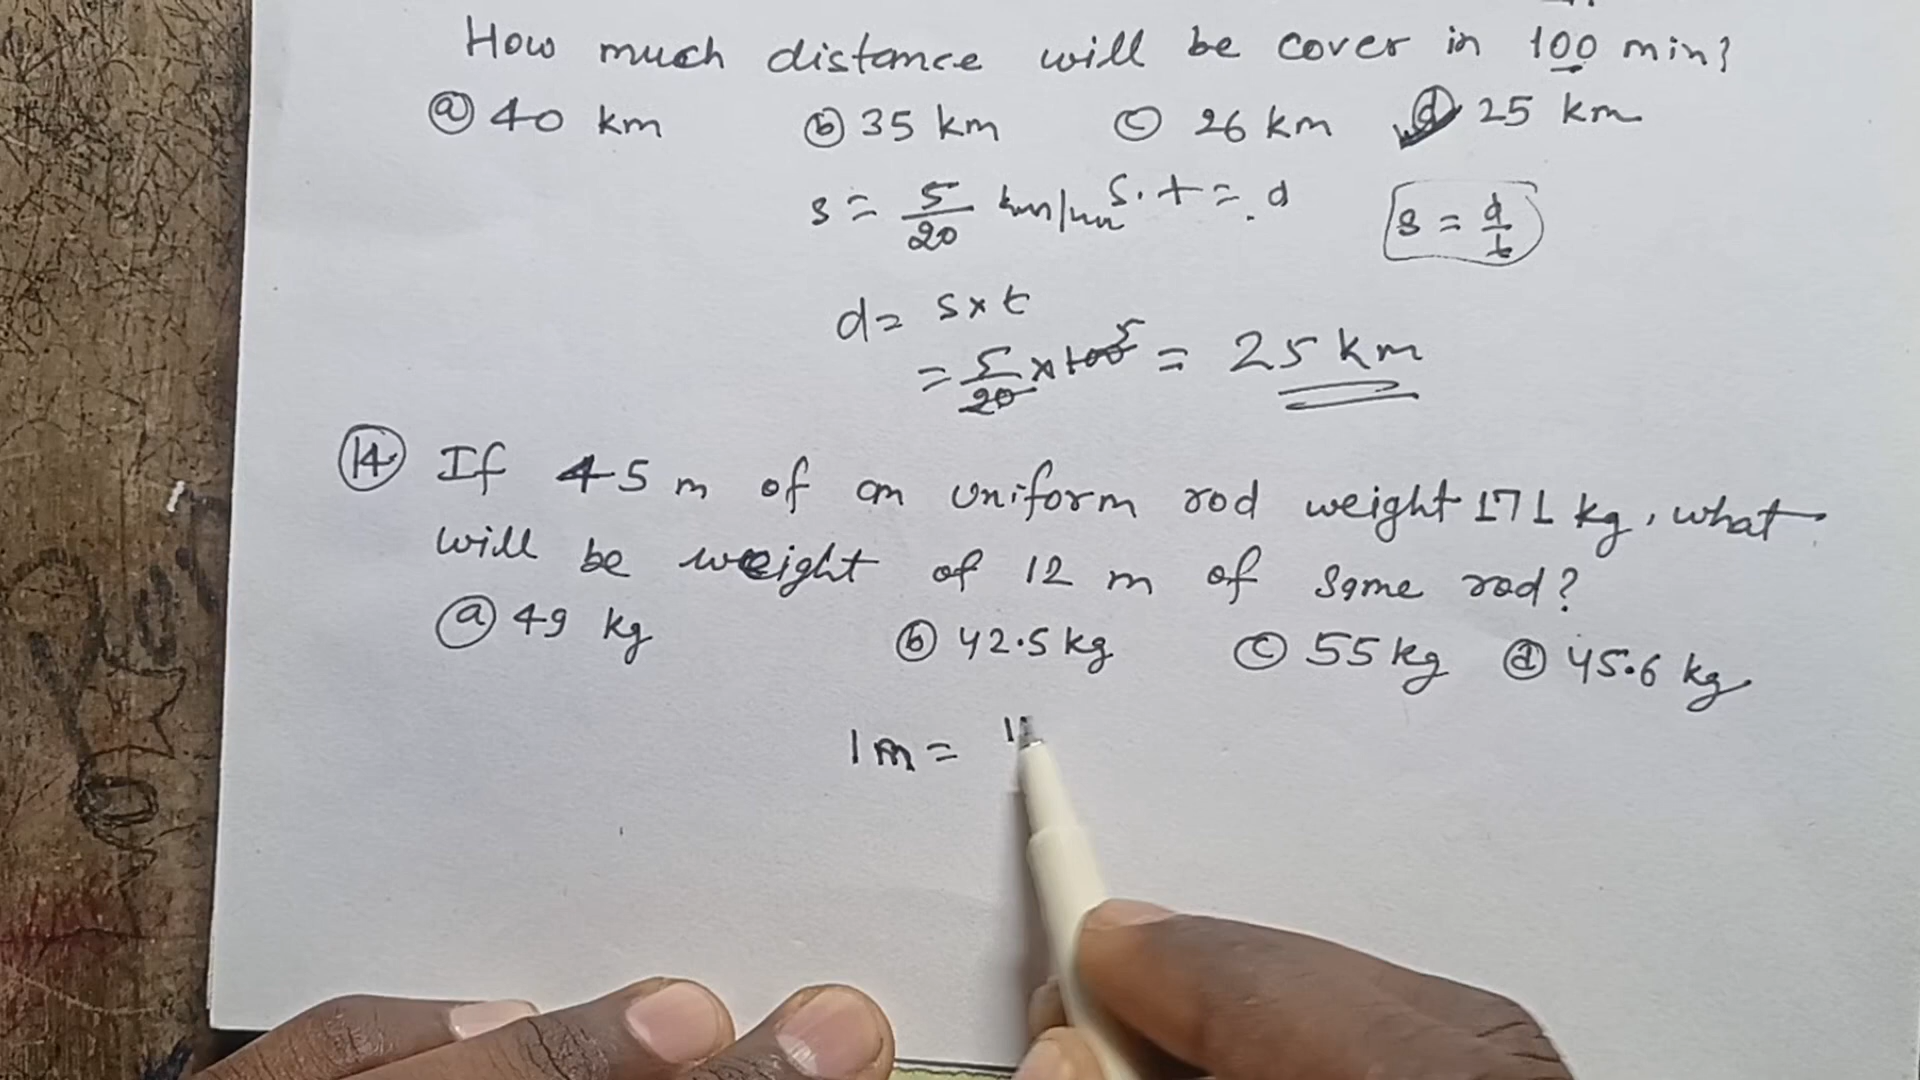 How much distance will be cover in 100 min?
ⓐ 40 km ⓑ 35 km ⓒ 26 km ⓓ 25 km
s = 5/20 km/min s.t = d s = d/t
d = s×t
= 5/20 × 100 5 = 25 km
⑭ If 45 m of an uniform rod weight 171 kg, what
will be weight of 12 m of same rod?
ⓐ 49 kg ⓑ 42.5 kg ⓒ 55 kg ⓓ 45.6 kg
1m = 1